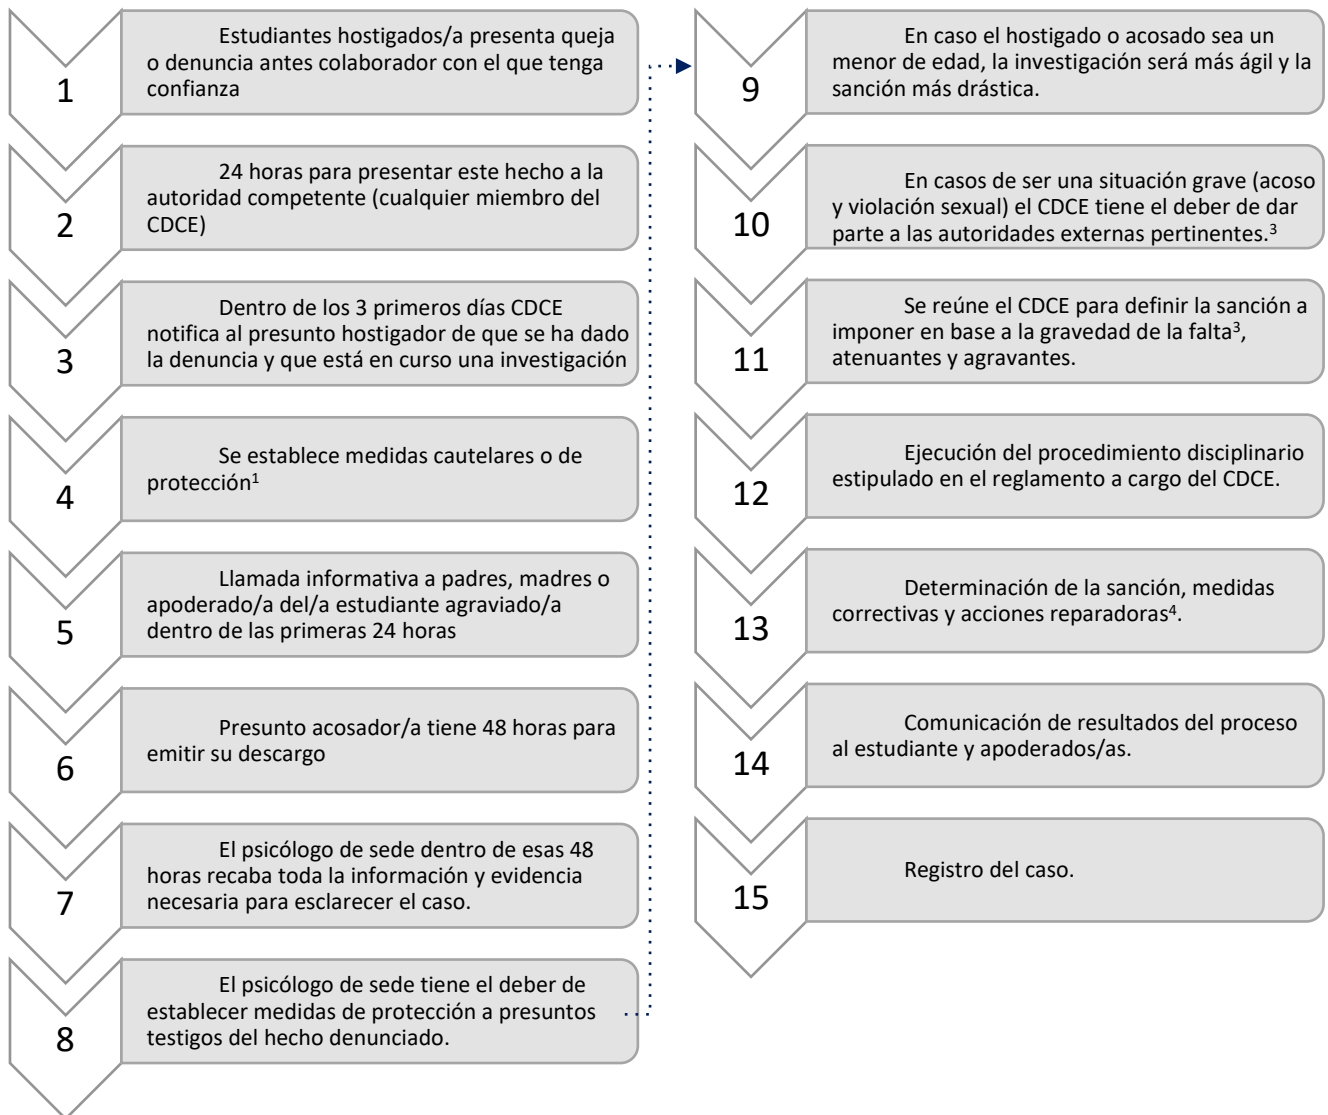 1
Estudiantes hostigados/a presenta queja
o denuncia antes colaborador con el que tenga
confianza
2
24 horas para presentar este hecho a la
autoridad competente (cualquier miembro del
CDCE)
3
Dentro de los 3 primeros días CDCE
notifica al presunto hostigador de que se ha dado
la denuncia y que está en curso una investigación
4
Se establece medidas cautelares o de
protección¹
5
Llamada informativa a padres, madres o
apoderado/a del/a estudiante agraviado/a
dentro de las primeras 24 horas
6
Presunto acosador/a tiene 48 horas para
emitir su descargo
7
El psicólogo de sede dentro de esas 48
horas recaba toda la información y evidencia
necesaria para esclarecer el caso.
8
El psicólogo de sede tiene el deber de
establecer medidas de protección a presuntos
testigos del hecho denunciado.
9
En caso el hostigado o acosado sea un
menor de edad, la investigación será más ágil y la
sanción más drástica.
10
En casos de ser una situación grave (acoso
y violación sexual) el CDCE tiene el deber de dar
parte a las autoridades externas pertinentes.³
11
Se reúne el CDCE para definir la sanción a
imponer en base a la gravedad de la falta³,
atenuantes y agravantes.
12
Ejecución del procedimiento disciplinario
estipulado en el reglamento a cargo del CDCE.
13
Determinación de la sanción, medidas
correctivas y acciones reparadoras⁴.
14
Comunicación de resultados del proceso
al estudiante y apoderados/as.
15
Registro del caso.